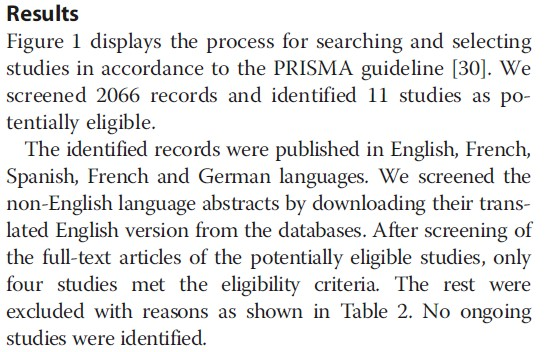 Results
Figure 1 displays the process for searching and selecting
studies in accordance to the PRISMA guideline [30]. We
screened 2066 records and identified 11 studies as po-
tentially eligible.
The identified records were published in English, French,
Spanish, French and German languages. We screened the
non-English language abstracts by downloading their trans-
lated English version from the databases. After screening of
the full-text articles of the potentially eligible studies, only
four studies met the eligibility criteria. The rest were
excluded with reasons as shown in Table 2. No ongoing
studies were identified.